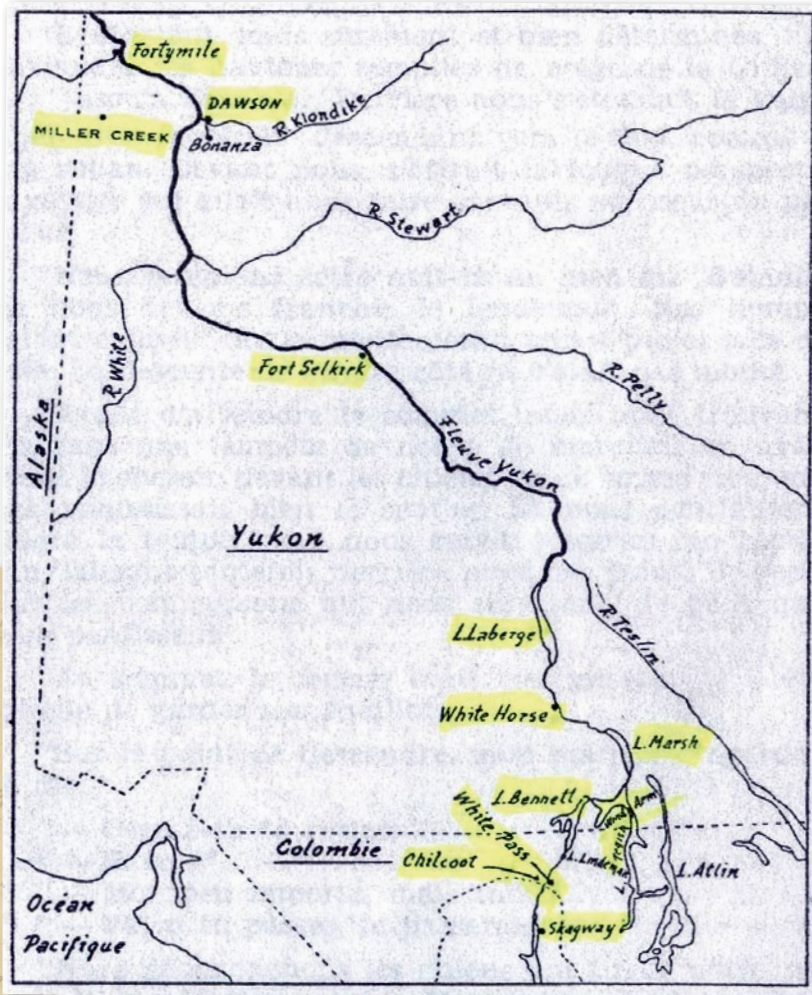 Fortymile
DAWSON
R. Klondike
MILLER CREEK
Bonanza
R. Stewart
R. White
Fort Selkirk
R. Pelly
Alaska
Fleuve Yukon
Yukon
L. Laberge
R. Teslin
White Horse
L. Marsh
L. Bennett
Wind Arm
White-pass
Colombie
Chilcoot
L. Atlin
Océan
Pacifique
Skagway